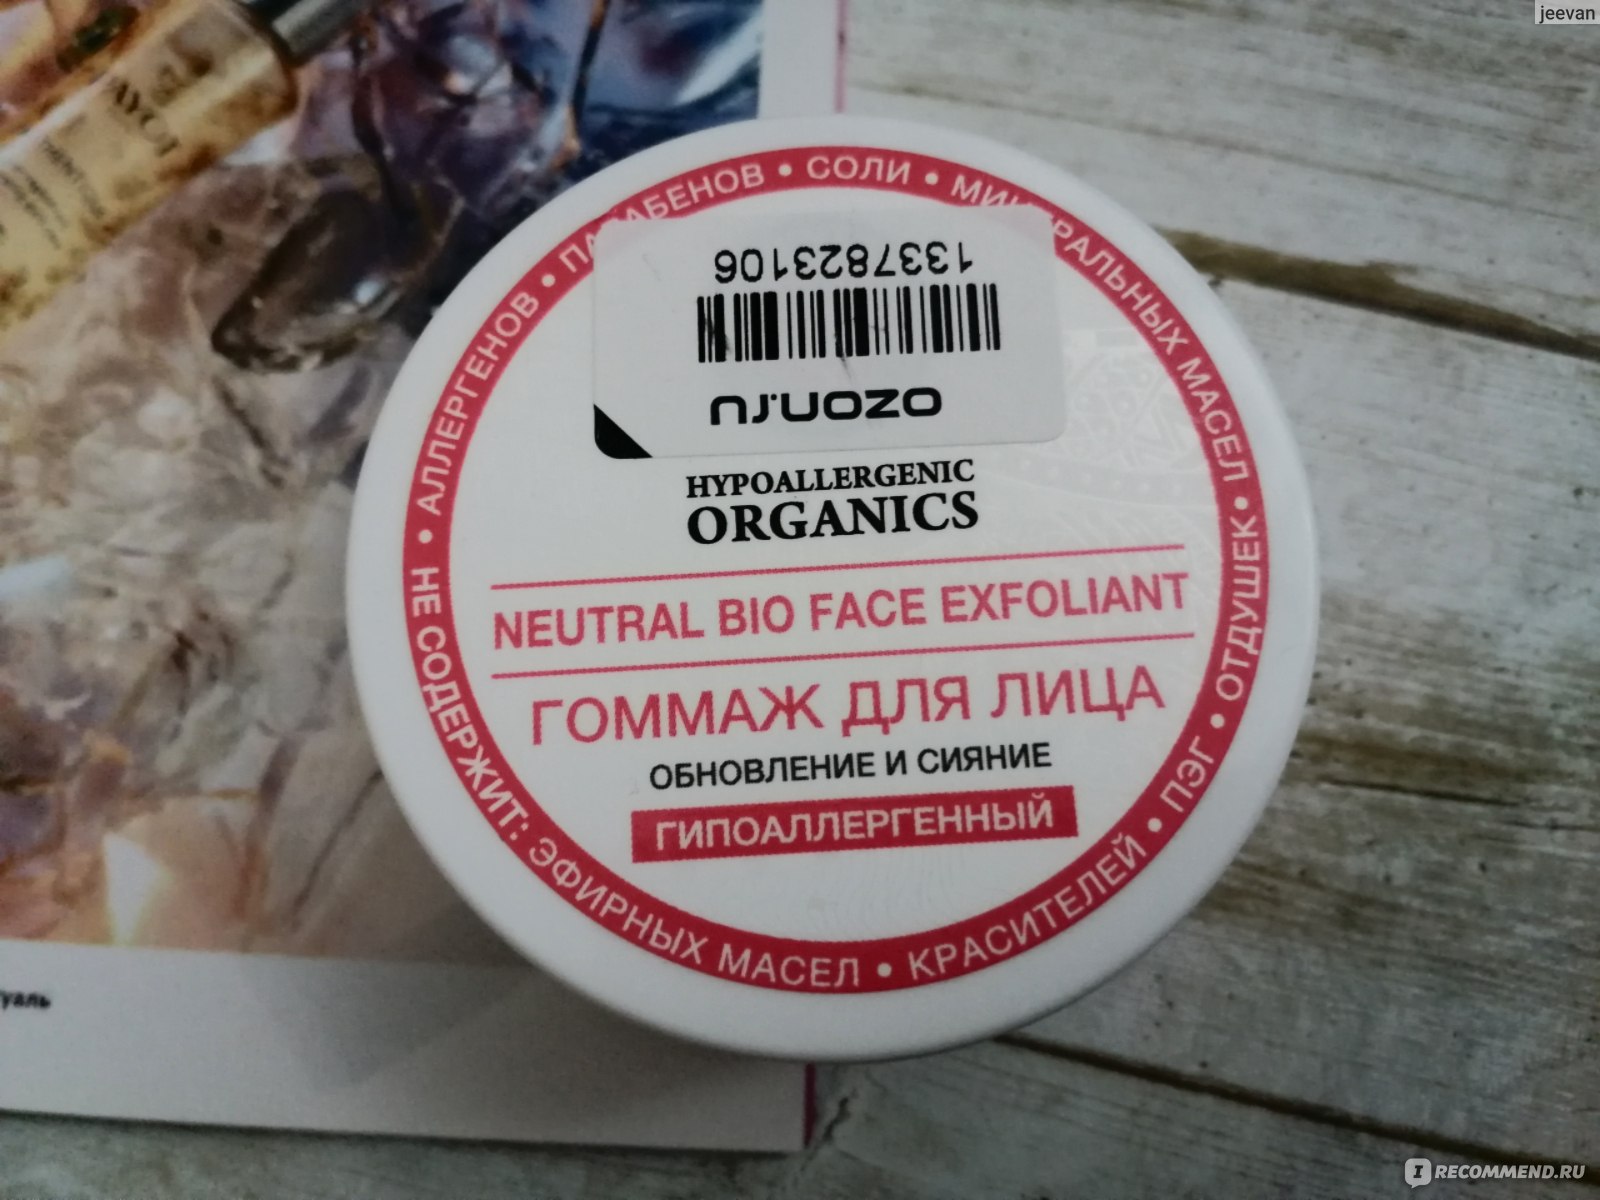 jeevan
НЕ СОДЕРЖИТ: ЭФИРНЫХ МАСЕЛ • КРАСИТЕЛЕЙ • ПЭГ • ОТДУШЕК • МИНЕРАЛЬНЫХ МАСЕЛ • СОЛИ • ПАРАБЕНОВ • АЛЛЕРГЕНОВ •
1337823106
ozon.ru
HYPOALLERGENIC
ORGANICS
NEUTRAL BIO FACE EXFOLIANT
ГОММАЖ ДЛЯ ЛИЦА
ОБНОВЛЕНИЕ И СИЯНИЕ
ГИПОАЛЛЕРГЕННЫЙ
IRECOMMEND.RU